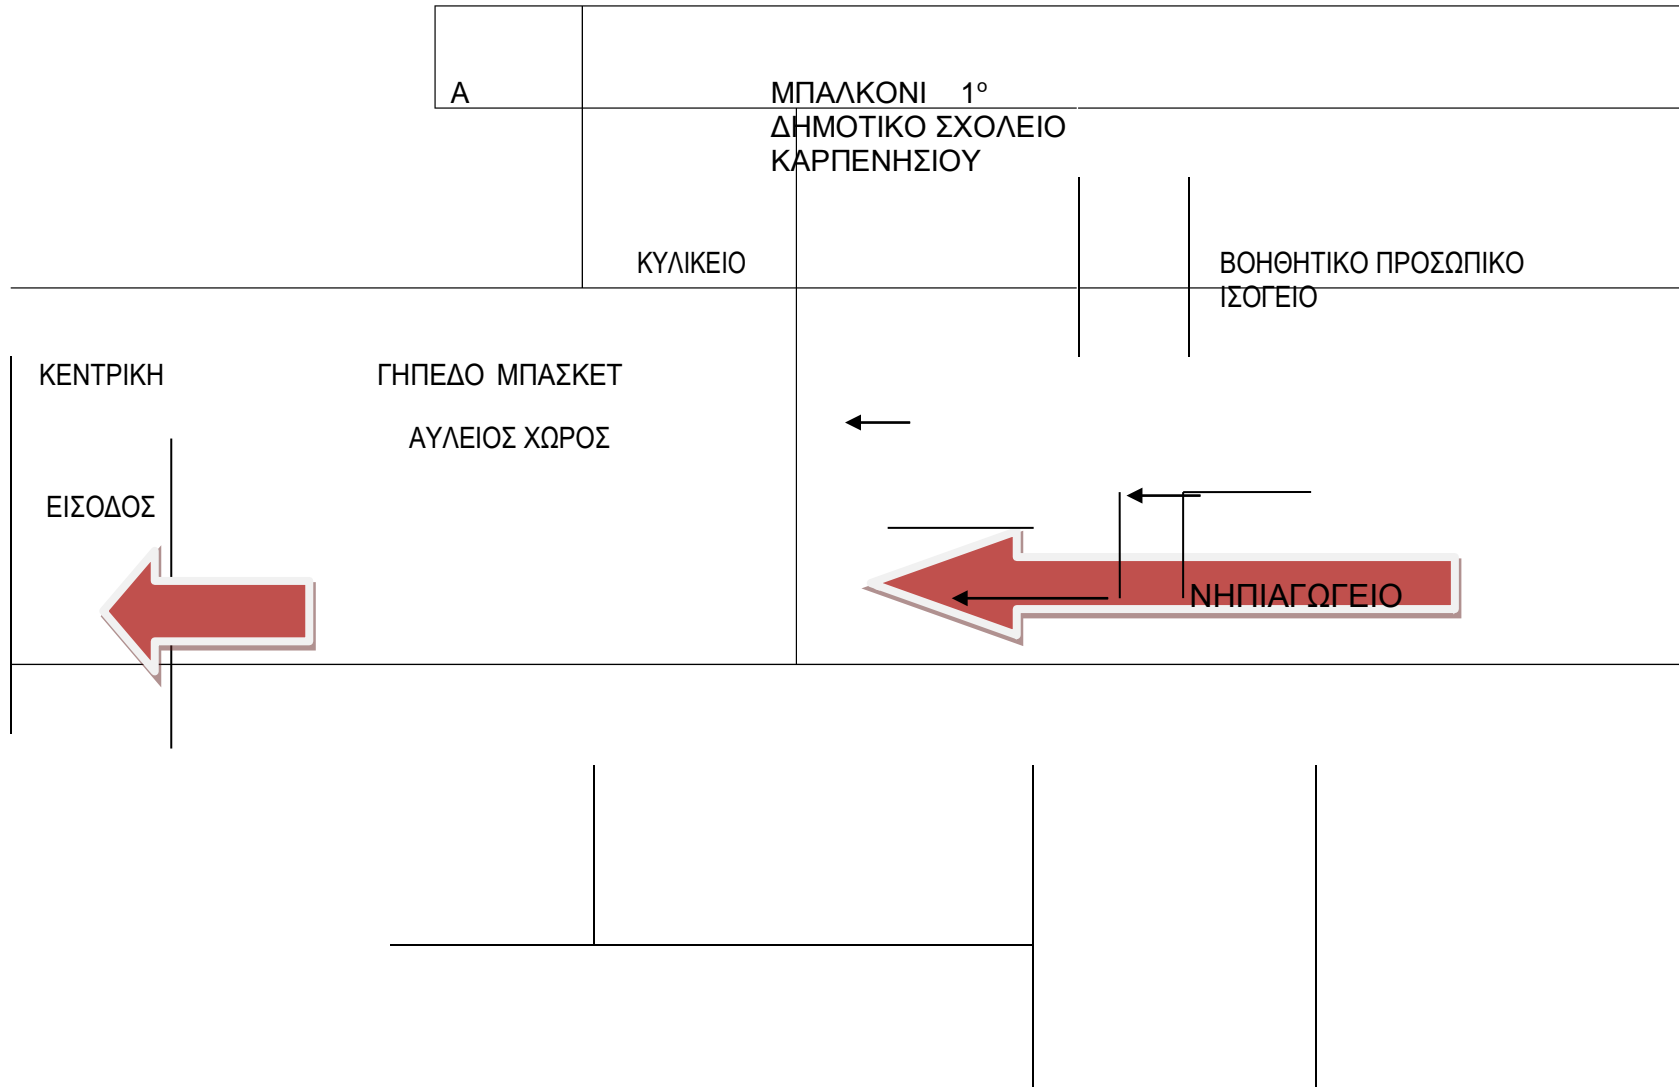 Α
ΜΠΑΛΚΟΝΙ 1ο
ΔΗΜΟΤΙΚΟ ΣΧΟΛΕΙΟ
ΚΑΡΠΕΝΗΣΙΟΥ
ΚΥΛΙΚΕΙΟ
ΒΟΗΘΗΤΙΚΟ ΠΡΟΣΩΠΙΚΟ
ΙΣΟΓΕΙΟ
ΚΕΝΤΡΙΚΗ
ΓΗΠΕΔΟ ΜΠΑΣΚΕΤ
ΑΥΛΕΙΟΣ ΧΩΡΟΣ
ΕΙΣΟΔΟΣ
ΝΗΠΙΑΓΩΓΕΙΟ